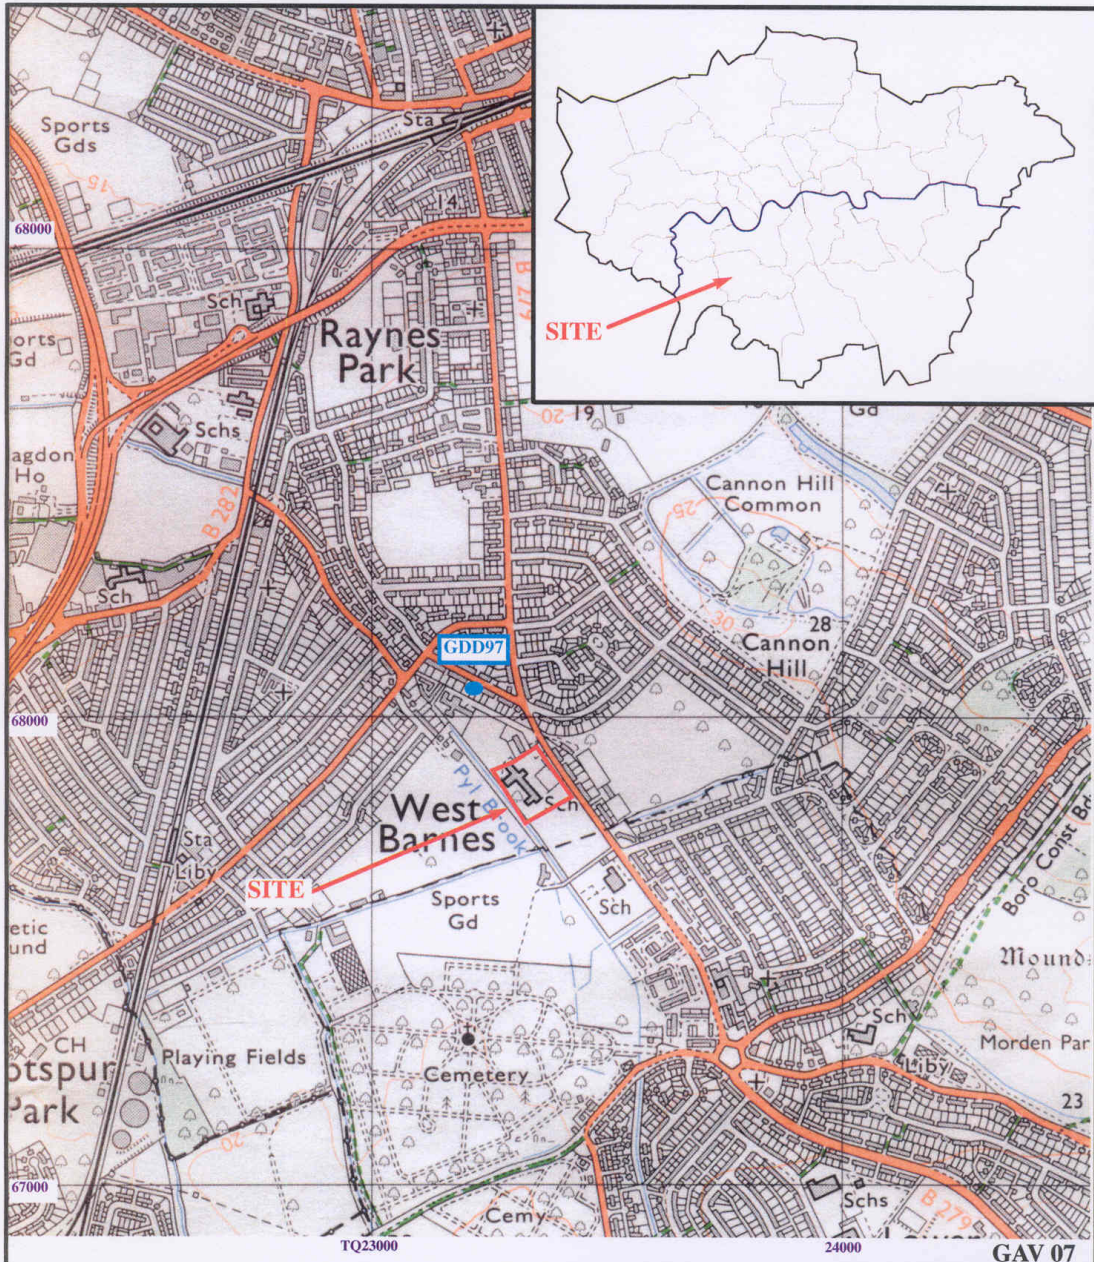 Sports
Gds
Sta
15
14
68000
B 279
Sch
SITE
Raynes
Park
orts
Gd
19
20
Gd
Schs
agdon
Ho
Cannon Hill
Common
25
B 282
Sch
30
28
Cannon
Hill
GDD97
68000
Pyl Brook
West
Barnes
Sch
Sta
Liby
SITE
Boro Const Bdy
Sports
Gd
Sch
etic
und
Mound
Sch
CH
Playing Fields
Cemetery
Morden Par
Liby
otspur
Park
23
20
67000
Schs
Cemy
B 279
Lower
TQ23000
24000
GAV 07